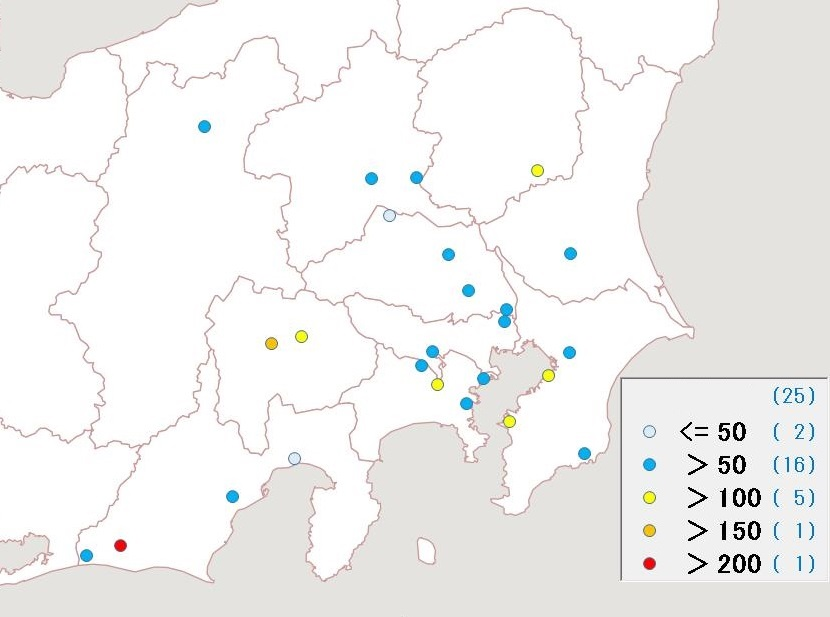 (25)
<= 50 ( 2)
> 50 (16)
> 100 ( 5)
> 150 ( 1)
> 200 ( 1)